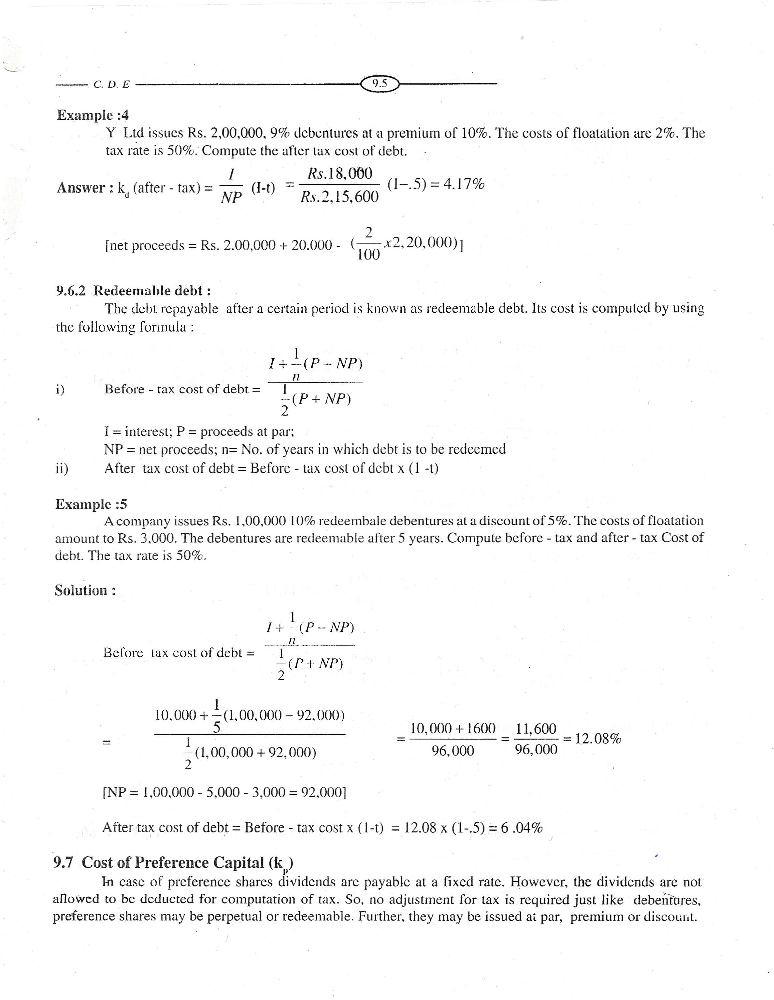 C. D. E. 9.5
Example :4
Y Ltd issues Rs. 2,00,000, 9% debentures at a premium of 10%. The costs of floatation are 2%. The
tax rate is 50%. Compute the after tax cost of debt.
Answer : k_d (after - tax) = I/NP (I-t) = Rs.18,000/Rs.2,15,600 (1–.5) = 4.17%
[net proceeds = Rs. 2.00,000 + 20.000 - (2/100 x2,20,000)]
9.6.2 Redeemable debt :
The debt repayable after a certain period is known as redeemable debt. Its cost is computed by using
the following formula :
i) Before - tax cost of debt = (I + 1/n (P – NP)) / (1/2 (P + NP))
I = interest; P = proceeds at par;
NP = net proceeds; n= No. of years in which debt is to be redeemed
ii) After tax cost of debt = Before - tax cost of debt x (1 -t)
Example :5
A company issues Rs. 1,00,000 10% redeembale debentures at a discount of 5%. The costs of floatation
amount to Rs. 3,000. The debentures are redeemable after 5 years. Compute before - tax and after - tax Cost of
debt. The tax rate is 50%.
Solution :
Before tax cost of debt = (I + 1/n (P – NP)) / (1/2 (P + NP))
= (10,000 + 1/5 (1,00,000 – 92,000)) / (1/2 (1,00,000 + 92,000)) = (10,000 + 1600)/96,000 = 11,600/96,000 = 12.08%
[NP = 1,00,000 - 5,000 - 3,000 = 92,000]
After tax cost of debt = Before - tax cost x (1-t) = 12.08 x (1-.5) = 6 .04%
9.7 Cost of Preference Capital (k_p)
In case of preference shares dividends are payable at a fixed rate. However, the dividends are not
allowed to be deducted for computation of tax. So, no adjustment for tax is required just like debentures,
preference shares may be perpetual or redeemable. Further, they may be issued at par, premium or discount.